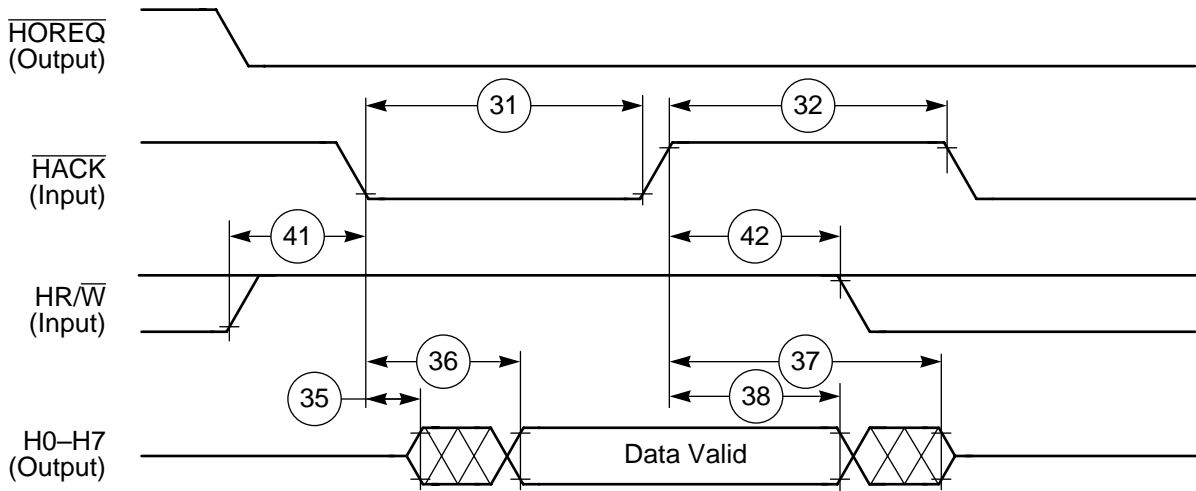 HOREQ
(Output)
31
32
HACK
(Input)
41
42
HR/W
(Input)
36
37
35
38
H0–H7
(Output)
Data Valid